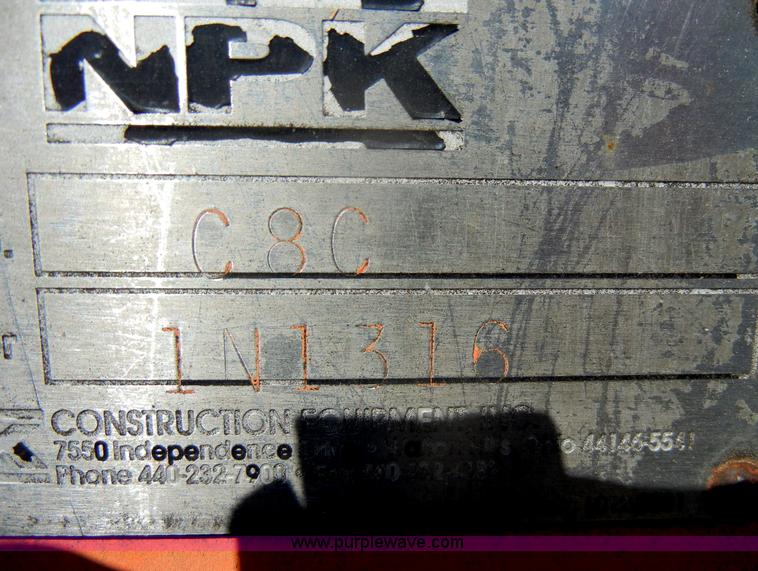 NPK
C8C
1N1316
CONSTRUCTION EQUIPMENT, INC.
7550 Independence 44146-5541
Phone 440-232-7900
www.purplewave.com